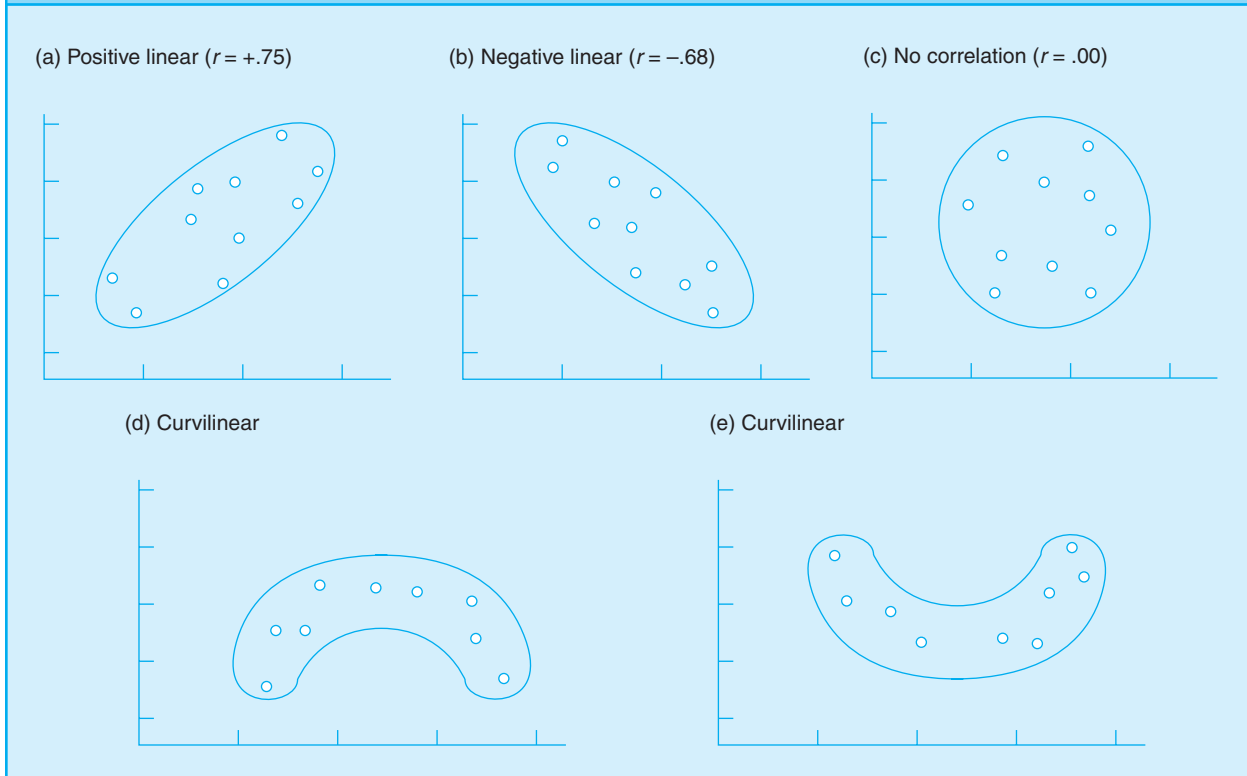 (a) Positive linear (r = +.75)
(b) Negative linear (r = –.68)
(c) No correlation (r = .00)
(d) Curvilinear
(e) Curvilinear